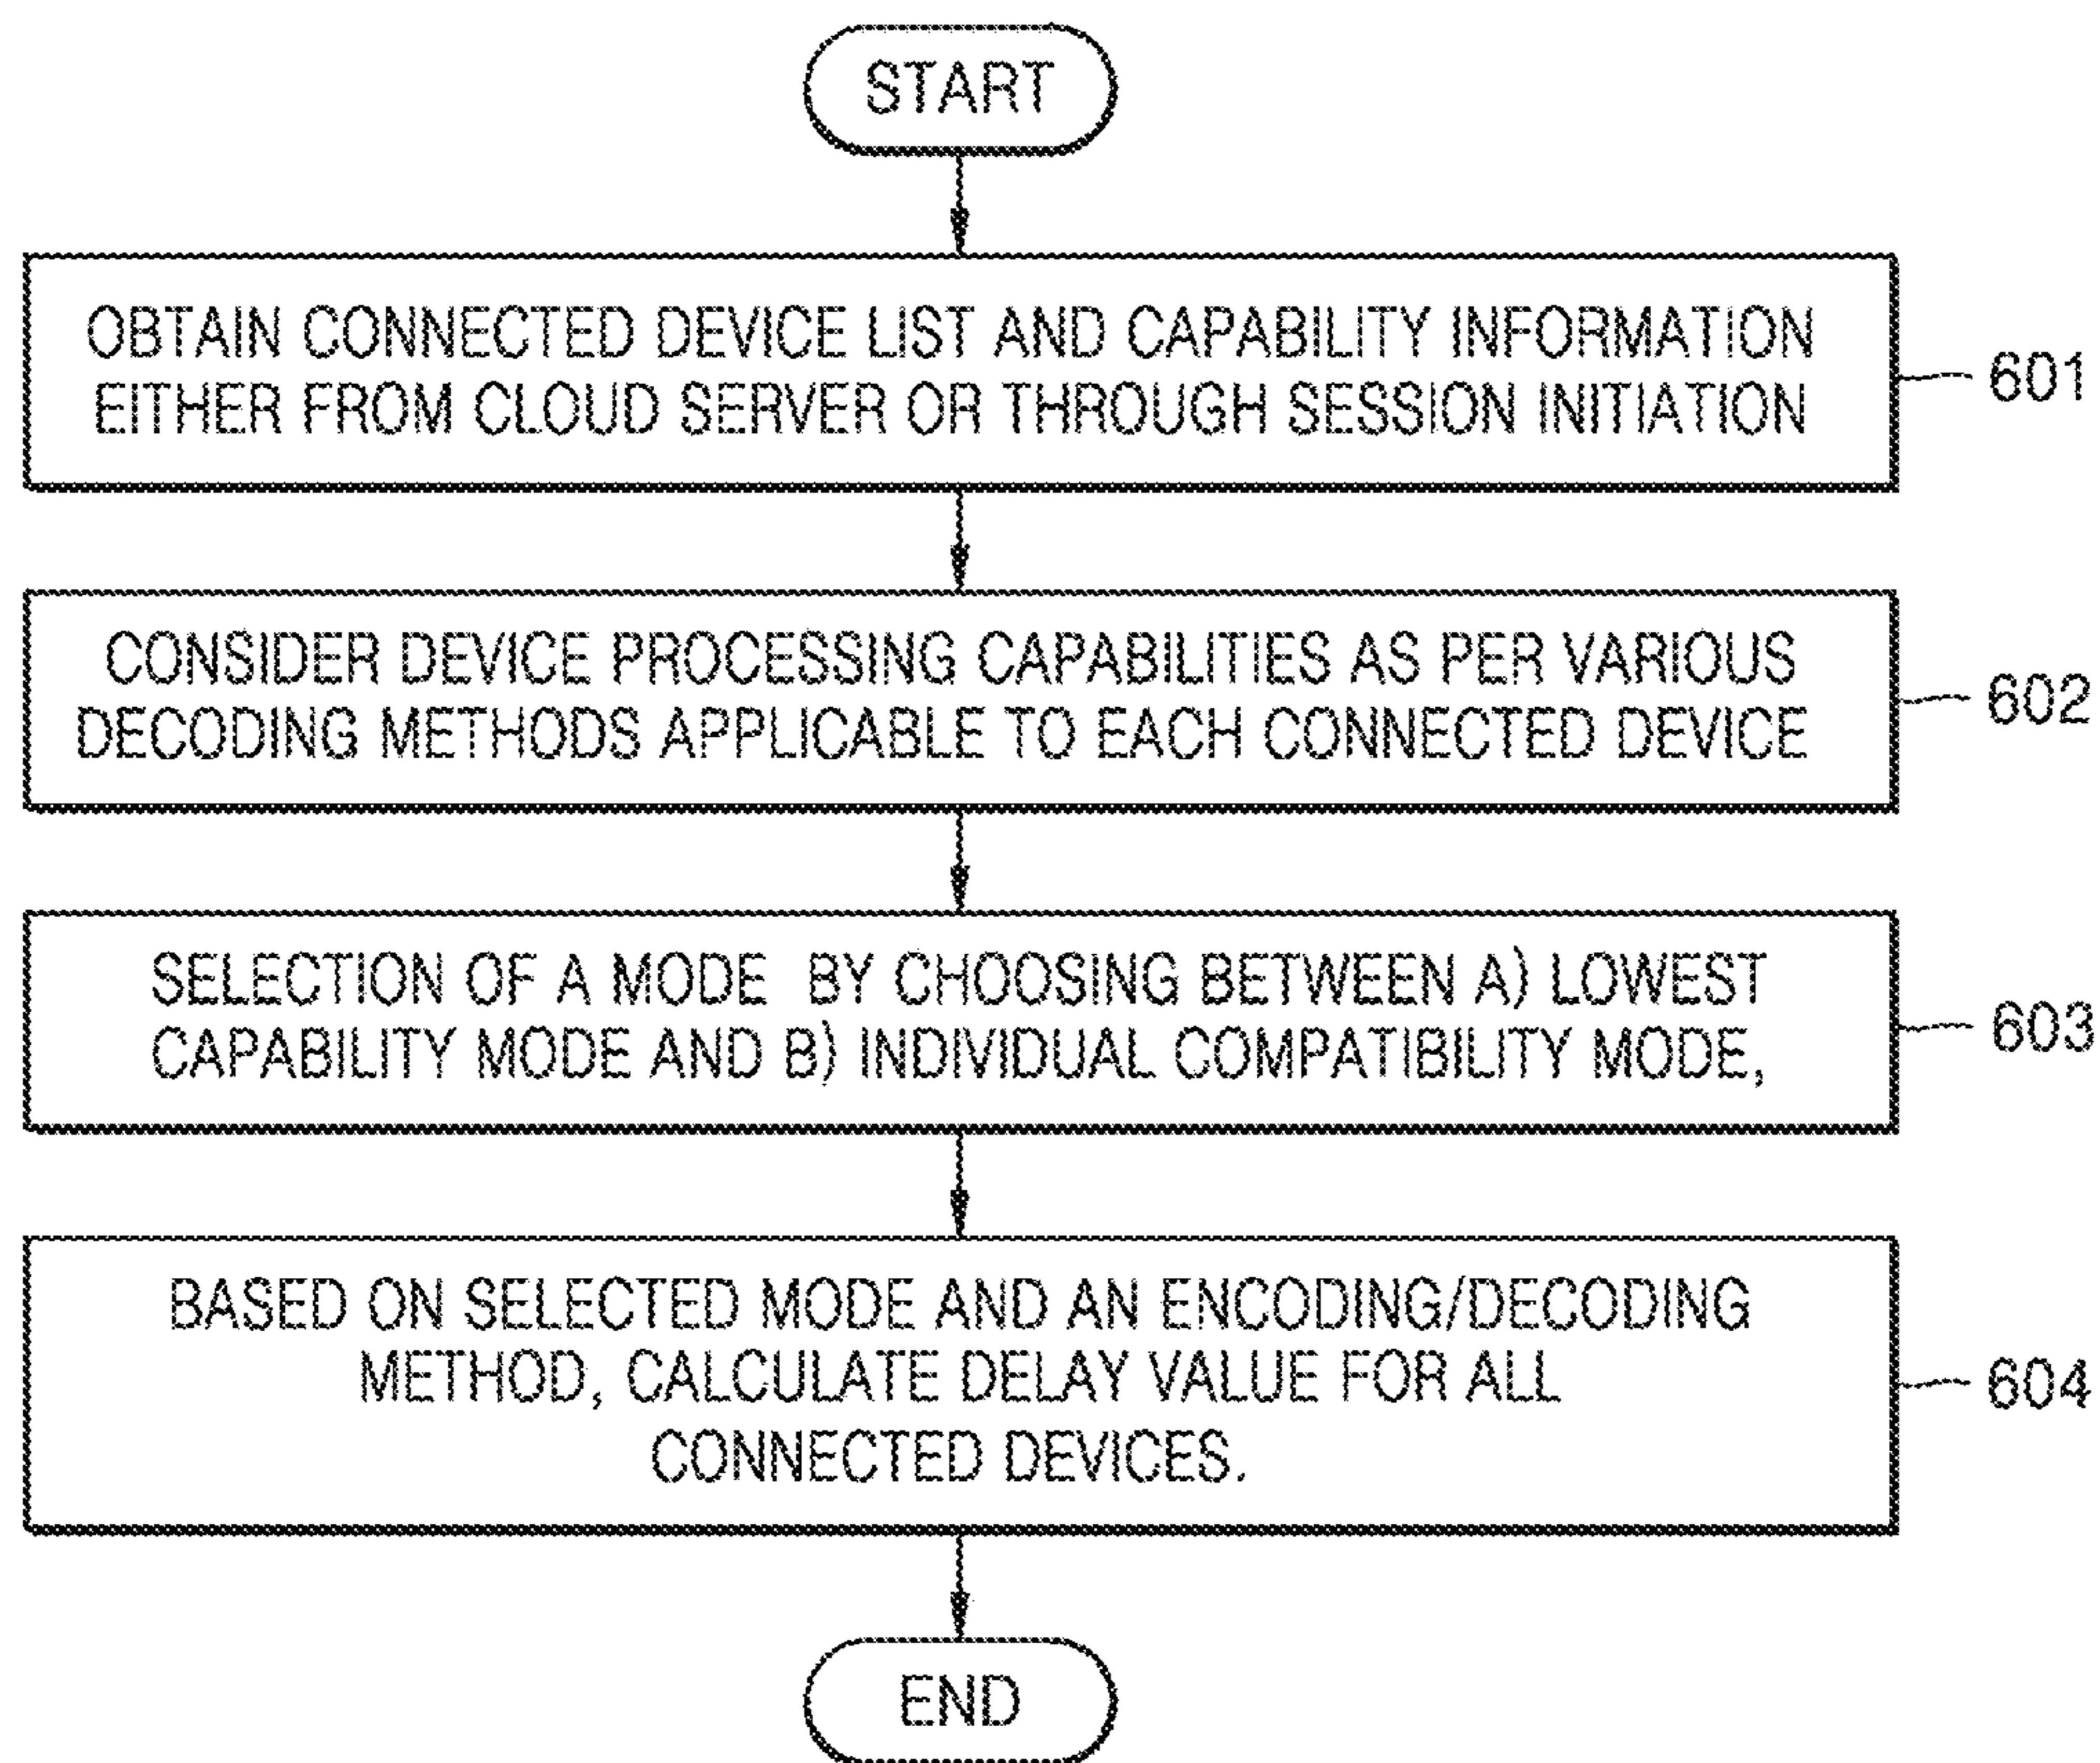 START
OBTAIN CONNECTED DEVICE LIST AND CAPABILITY INFORMATION
EITHER FROM CLOUD SERVER OR THROUGH SESSION INITIATION
601
CONSIDER DEVICE PROCESSING CAPABILITIES AS PER VARIOUS
DECODING METHODS APPLICABLE TO EACH CONNECTED DEVICE
602
SELECTION OF A MODE BY CHOOSING BETWEEN A) LOWEST
CAPABILITY MODE AND B) INDIVIDUAL COMPATIBILITY MODE,
603
BASED ON SELECTED MODE AND AN ENCODING/DECODING
METHOD, CALCULATE DELAY VALUE FOR ALL
CONNECTED DEVICES.
604
END